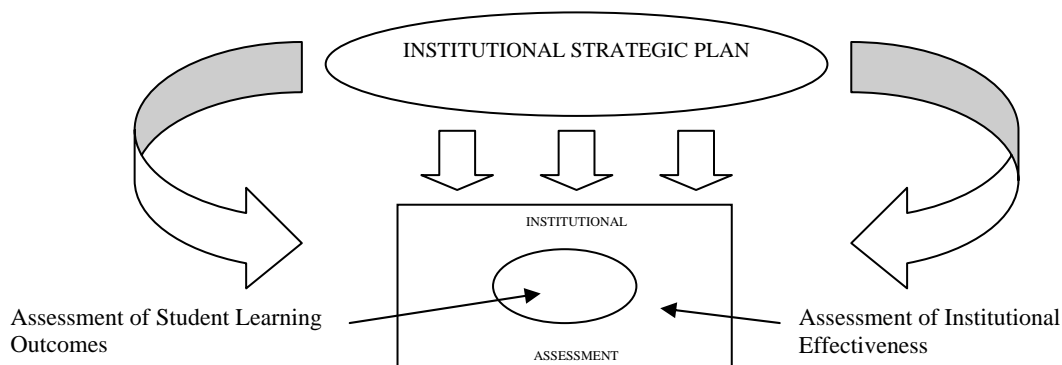 INSTITUTIONAL STRATEGIC PLAN
INSTITUTIONAL
Assessment of Student Learning
Outcomes
Assessment of Institutional
Effectiveness
ASSESSMENT